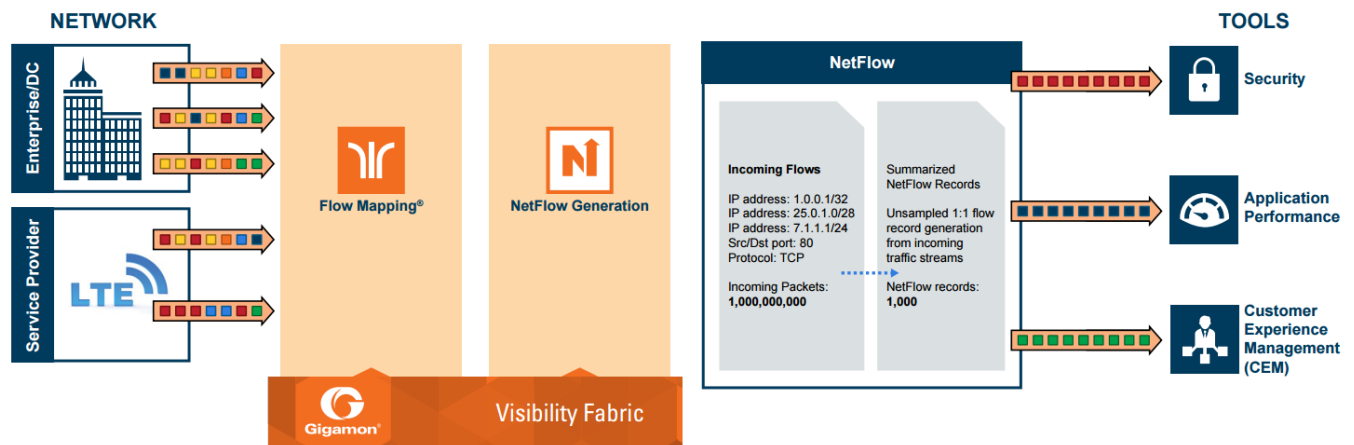 NETWORK
Enterprise/DC
Service Provider
LTE
Flow Mapping®
NetFlow Generation
Gigamon®
Visibility Fabric
NetFlow
Incoming Flows
IP address: 1.0.0.1/32
IP address: 25.0.1.0/28
IP address: 7.1.1.1/24
Src/Dst port: 80
Protocol: TCP
Incoming Packets:
1,000,000,000
Summarized
NetFlow Records
Unsampled 1:1 flow
record generation
from incoming
traffic streams
NetFlow records:
1,000
TOOLS
Security
Application
Performance
Customer
Experience
Management
(CEM)